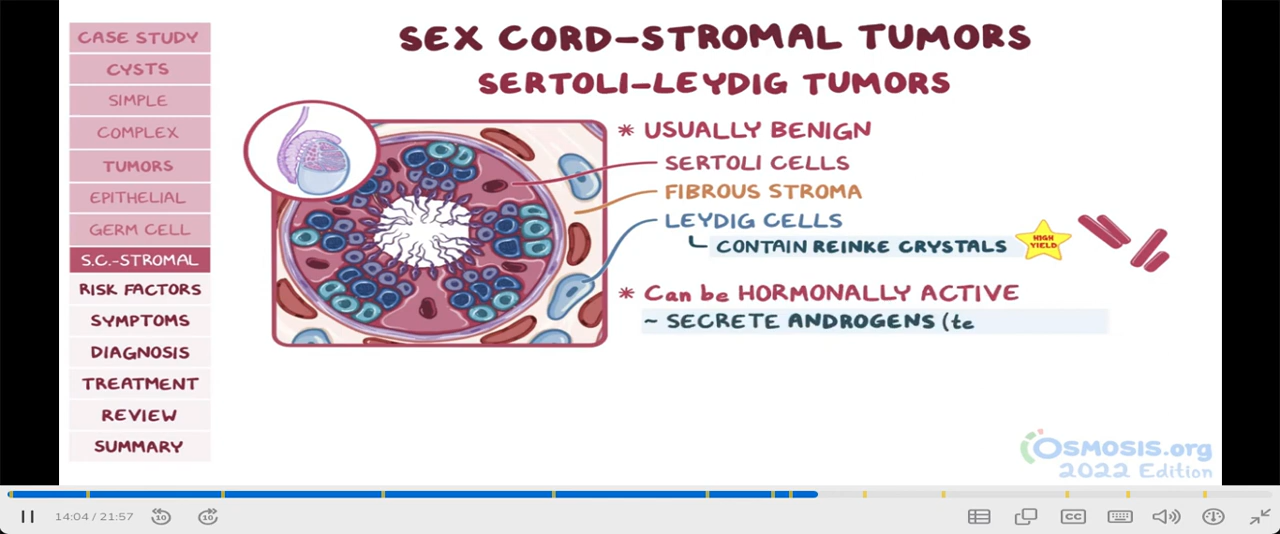 CASE STUDY
CYSTS
SIMPLE
COMPLEX
TUMORS
EPITHELIAL
GERM CELL
S.C.-STROMAL
RISK FACTORS
SYMPTOMS
DIAGNOSIS
TREATMENT
REVIEW
SUMMARY
SEX CORD-STROMAL TUMORS
SERTOLI-LEYDIG TUMORS
* USUALLY BENIGN
SERTOLI CELLS
FIBROUS STROMA
LEYDIG CELLS
CONTAIN REINKE CRYSTALS
HIGH
YIELD
* Can be HORMONALLY ACTIVE
~ SECRETE ANDROGENS (te
OSMOSIS.org
2022 Edition
14:04 / 21:57
10
10
CC